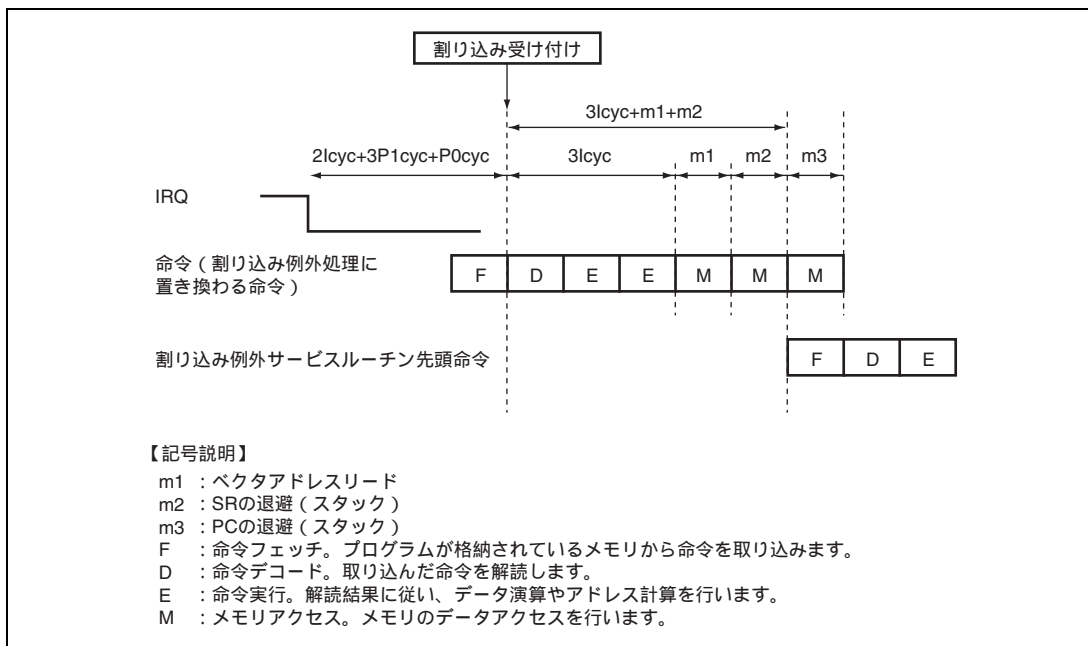 割り込み受け付け
3Icyc+m1+m2
2Icyc+3P1cyc+P0cyc
3Icyc
m1
m2
m3
IRQ
命令(割り込み例外処理に
置き換わる命令)
F D E E M M M
割り込み例外サービスルーチン先頭命令
F D E
【記号説明】
m1 :ベクタアドレスリード
m2 :SRの退避(スタック)
m3 :PCの退避(スタック)
F :命令フェッチ。プログラムが格納されているメモリから命令を取り込みます。
D :命令デコード。取り込んだ命令を解読します。
E :命令実行。解読結果に従い、データ演算やアドレス計算を行います。
M :メモリアクセス。メモリのデータアクセスを行います。